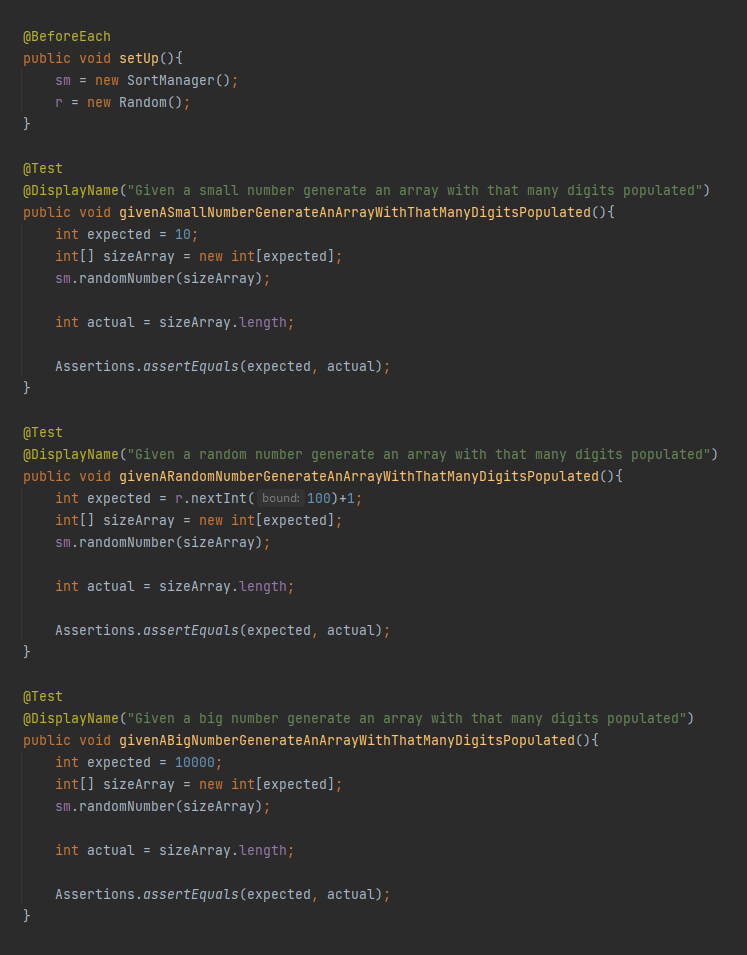 @BeforeEach
public void setUp(){
    sm = new SortManager();
    r = new Random();
}

@Test
@DisplayName("Given a small number generate an array with that many digits populated")
public void givenASmallNumberGenerateAnArrayWithThatManyDigitsPopulated(){
    int expected = 10;
    int[] sizeArray = new int[expected];
    sm.randomNumber(sizeArray);

    int actual = sizeArray.length;

    Assertions.assertEquals(expected, actual);
}

@Test
@DisplayName("Given a random number generate an array with that many digits populated")
public void givenARandomNumberGenerateAnArrayWithThatManyDigitsPopulated(){
    int expected = r.nextInt( bound: 100)+1;
    int[] sizeArray = new int[expected];
    sm.randomNumber(sizeArray);

    int actual = sizeArray.length;

    Assertions.assertEquals(expected, actual);
}

@Test
@DisplayName("Given a big number generate an array with that many digits populated")
public void givenABigNumberGenerateAnArrayWithThatManyDigitsPopulated(){
    int expected = 10000;
    int[] sizeArray = new int[expected];
    sm.randomNumber(sizeArray);

    int actual = sizeArray.length;

    Assertions.assertEquals(expected, actual);
}